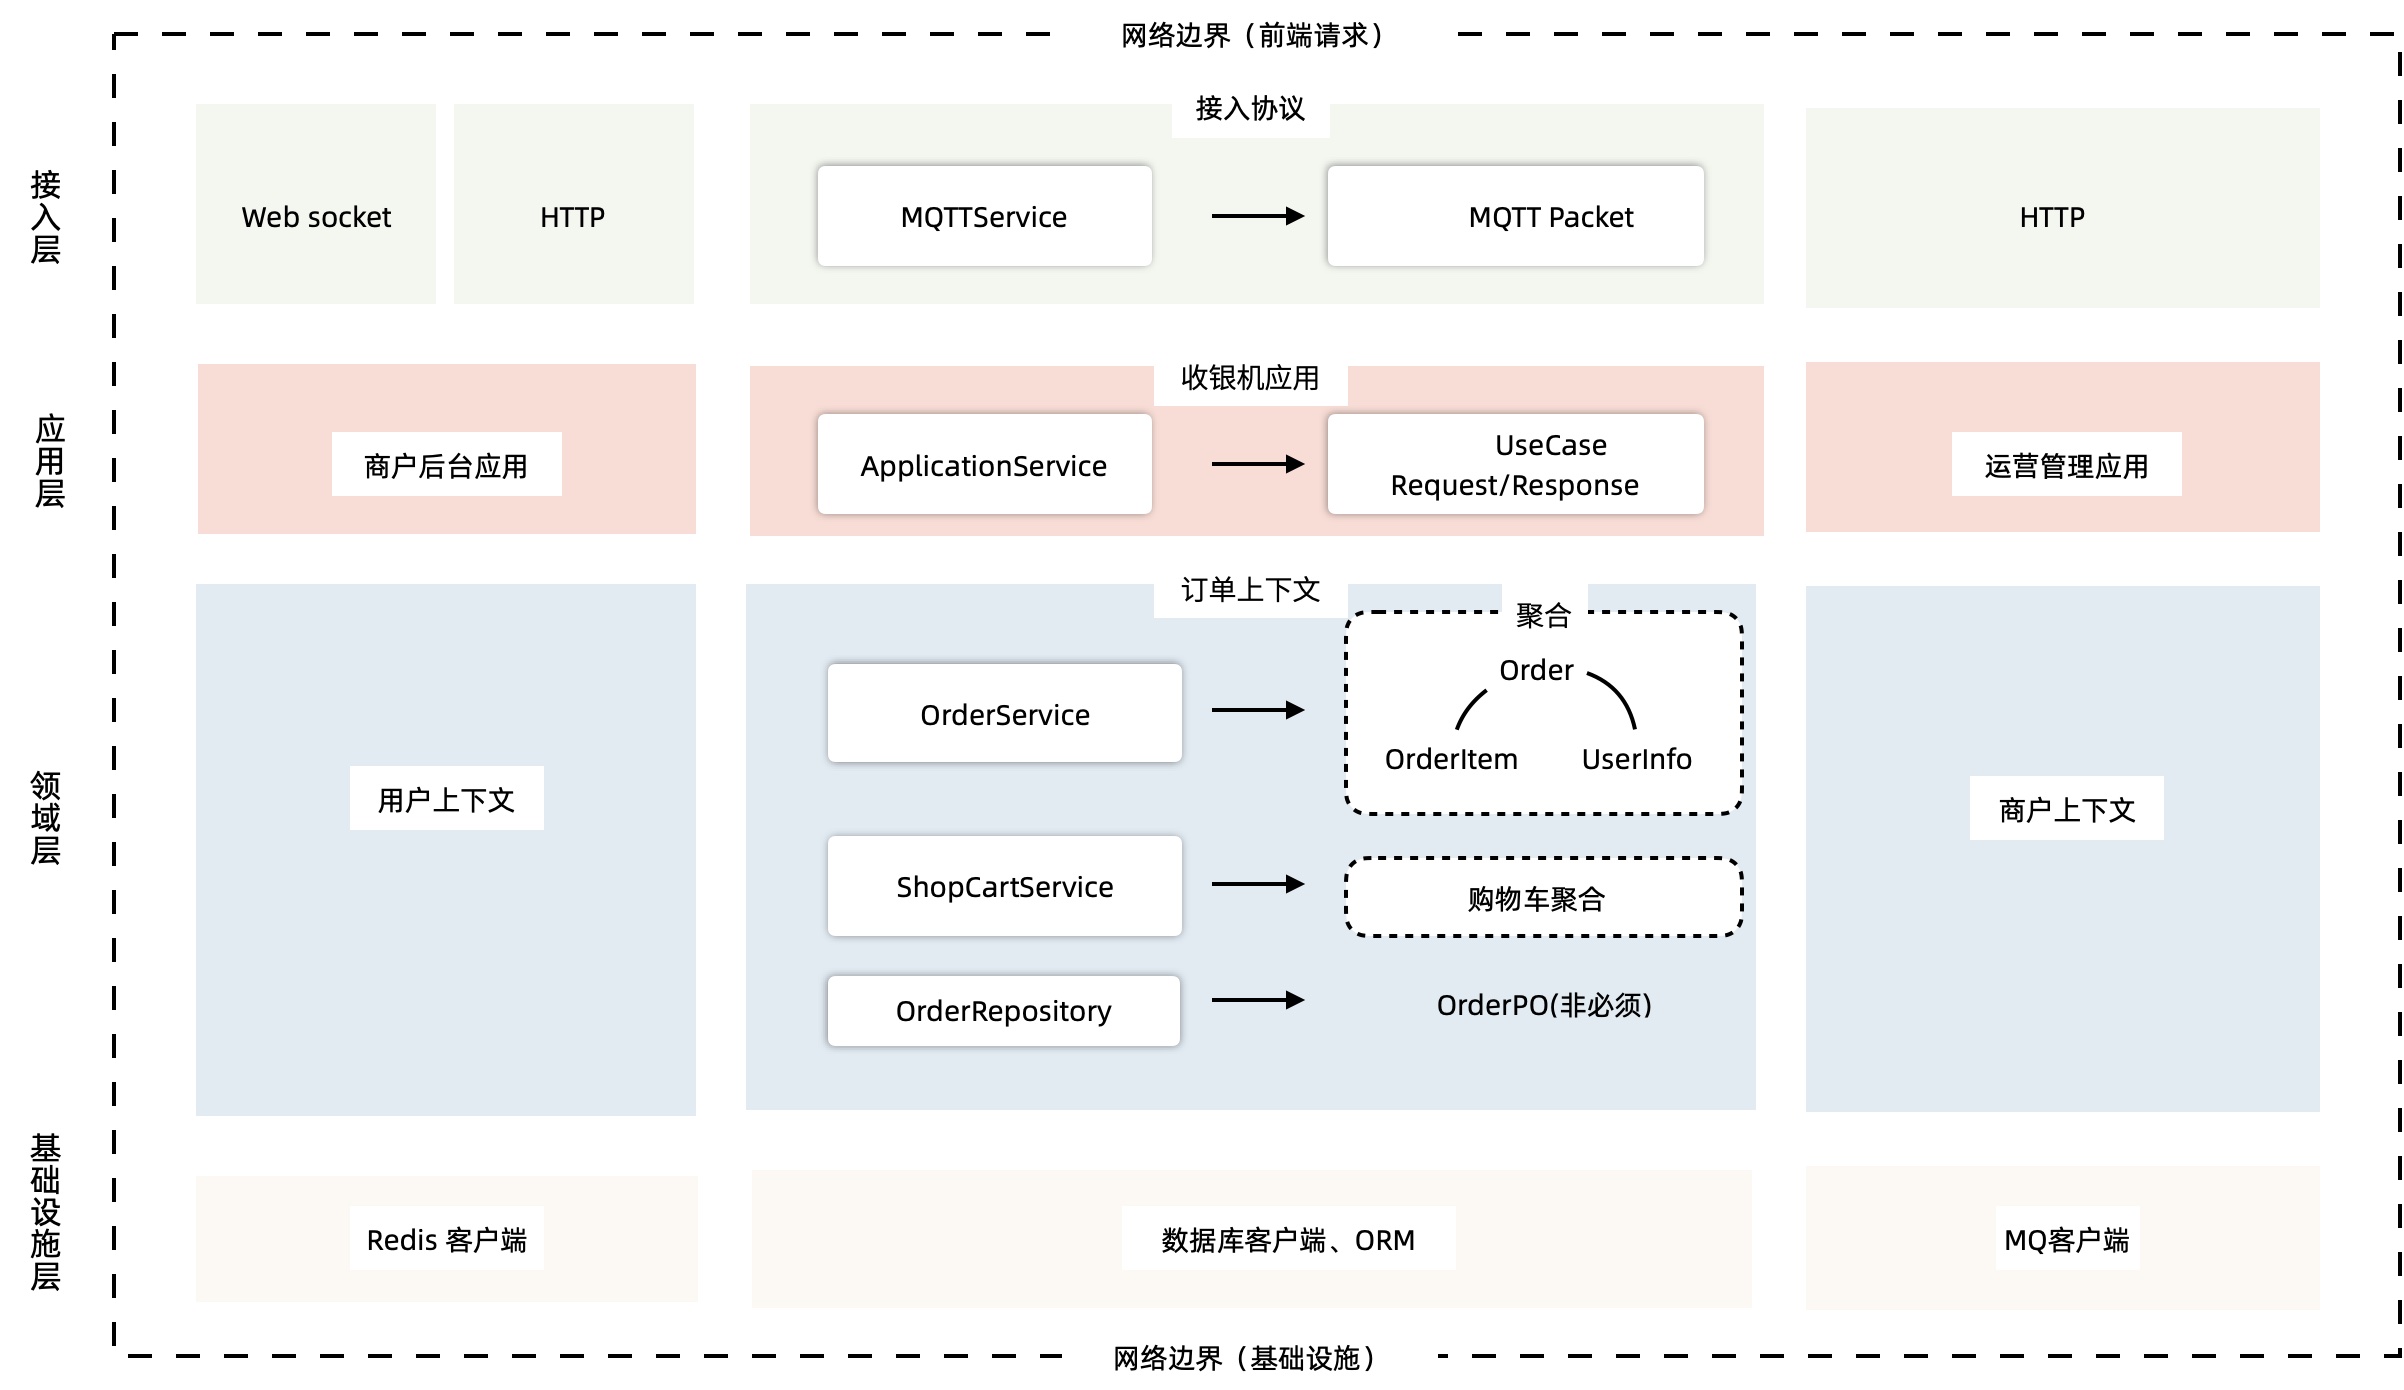 网络边界（前端请求）
接入层
Web socket
HTTP
接入协议
MQTTService
MQTT Packet
HTTP
应用层
商户后台应用
收银机应用
ApplicationService
UseCase
Request/Response
运营管理应用
领域层
用户上下文
订单上下文
OrderService
聚合
Order
OrderItem
UserInfo
ShopCartService
购物车聚合
OrderRepository
OrderPO(非必须)
商户上下文
基础设施层
Redis 客户端
数据库客户端、ORM
MQ客户端
网络边界（基础设施）